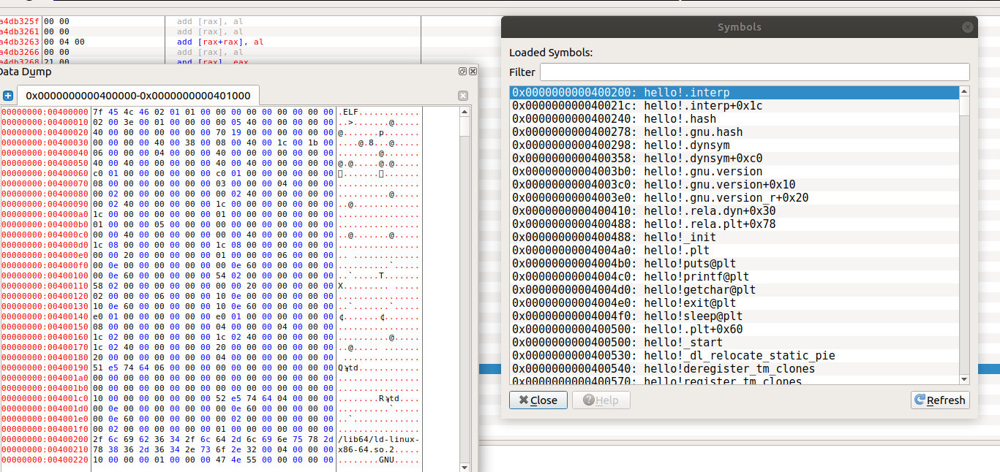 a4db325f 00 00 add [rax], al
a4db3261 00 00 add [rax], al
a4db3263 00 04 00 add [rax+rax], al
a4db3266 00 00 add [rax], al
a4db3268 21 00 and [rax], eax
Data Dump
0x0000000000400000-0x0000000000401000
00000000:00400000 7f 45 4c 46 02 01 01 00 00 00 00 00 00 00 00 00 .ELF............
00000000:00400010 02 00 3e 00 01 00 00 00 00 05 40 00 00 00 00 00 ..>.......@.....
00000000:00400020 40 00 00 00 00 00 00 00 70 19 00 00 00 00 00 00 @.......p.......
00000000:00400030 00 00 00 00 40 00 38 00 08 00 40 00 1c 00 1b 00 ....@.8...@.....
00000000:00400040 06 00 00 00 04 00 00 00 40 00 00 00 00 00 00 00 ........@.......
00000000:00400050 40 00 40 00 00 00 00 00 40 00 40 00 00 00 00 00 @.@.....@.@.....
00000000:00400060 c0 01 00 00 00 00 00 00 c0 01 00 00 00 00 00 00
00000000:00400070 08 00 00 00 00 00 00 00 03 00 00 00 04 00 00 00 ................
00000000:00400080 00 02 00 00 00 00 00 00 00 02 40 00 00 00 00 00 ..........@.....
00000000:00400090 00 02 40 00 00 00 00 00 1c 00 00 00 00 00 00 00 ..@.............
00000000:004000a0 1c 00 00 00 00 00 00 00 01 00 00 00 00 00 00 00 ................
00000000:004000b0 01 00 00 00 05 00 00 00 00 00 00 00 00 00 00 00 ................
00000000:004000c0 00 00 40 00 00 00 00 00 00 00 40 00 00 00 00 00 ..@.......@.....
00000000:004000d0 1c 08 00 00 00 00 00 00 1c 08 00 00 00 00 00 00 ................
00000000:004000e0 00 00 20 00 00 00 00 00 01 00 00 00 06 00 00 00 .. .............
00000000:004000f0 00 0e 00 00 00 00 00 00 00 0e 60 00 00 00 00 00 ..........`.....
00000000:00400100 00 0e 60 00 00 00 00 00 54 02 00 00 00 00 00 00 ..`.....T.......
00000000:00400110 58 02 00 00 00 00 00 00 00 00 20 00 00 00 00 00 X......... .....
00000000:00400120 02 00 00 00 06 00 00 00 10 0e 00 00 00 00 00 00 ................
00000000:00400130 10 0e 60 00 00 00 00 00 10 0e 60 00 00 00 00 00 ..`.......`.....
00000000:00400140 e0 01 00 00 00 00 00 00 e0 01 00 00 00 00 00 00 ¢.......¢.......
00000000:00400150 08 00 00 00 00 00 00 00 04 00 00 00 04 00 00 00 ................
00000000:00400160 1c 02 00 00 00 00 00 00 1c 02 40 00 00 00 00 00 ..........@.....
00000000:00400170 1c 02 40 00 00 00 00 00 20 00 00 00 00 00 00 00 ..@..... .......
00000000:00400180 20 00 00 00 00 00 00 00 04 00 00 00 00 00 00 00 ...............
00000000:00400190 51 e5 74 64 06 00 00 00 00 00 00 00 00 00 00 00 Q¥td............
00000000:004001a0 00 00 00 00 00 00 00 00 00 00 00 00 00 00 00 00 ................
00000000:004001b0 00 00 00 00 00 00 00 00 00 00 00 00 00 00 00 00 ................
00000000:004001c0 10 00 00 00 00 00 00 00 52 e5 74 64 04 00 00 00 ........R¥td....
00000000:004001d0 00 0e 00 00 00 00 00 00 00 0e 60 00 00 00 00 00 ..........`.....
00000000:004001e0 00 0e 60 00 00 00 00 00 00 02 00 00 00 00 00 00 ..`.............
00000000:004001f0 00 02 00 00 00 00 00 00 01 00 00 00 00 00 00 00 ................
00000000:00400200 2f 6c 69 62 36 34 2f 6c 64 2d 6c 69 6e 75 78 2d /lib64/ld-linux-
00000000:00400210 78 38 36 2d 36 34 2e 73 6f 2e 32 00 04 00 00 00 x86-64.so.2.....
00000000:00400220 10 00 00 00 01 00 00 00 47 4e 55 00 00 00 00 00 ........GNU.....
Symbols
Loaded Symbols:
Filter
0x0000000000400200: hello!.interp
0x000000000040021c: hello!.interp+0x1c
0x0000000000400240: hello!.hash
0x0000000000400278: hello!.gnu.hash
0x0000000000400298: hello!.dynsym
0x0000000000400358: hello!.dynsym+0xc0
0x00000000004003b0: hello!.gnu.version
0x00000000004003c0: hello!.gnu.version+0x10
0x00000000004003e0: hello!.gnu.version_r+0x20
0x0000000000400410: hello!.rela.dyn+0x30
0x0000000000400488: hello!.rela.plt+0x78
0x0000000000400488: hello!_init
0x00000000004004a0: hello!.plt
0x00000000004004b0: hello!puts@plt
0x00000000004004c0: hello!printf@plt
0x00000000004004d0: hello!getchar@plt
0x00000000004004e0: hello!exit@plt
0x00000000004004f0: hello!sleep@plt
0x0000000000400500: hello!.plt+0x60
0x0000000000400500: hello!_start
0x0000000000400530: hello!_dl_relocate_static_pie
0x0000000000400540: hello!deregister_tm_clones
0x0000000000400570: hello!register_tm_clones
Close
Help
Refresh